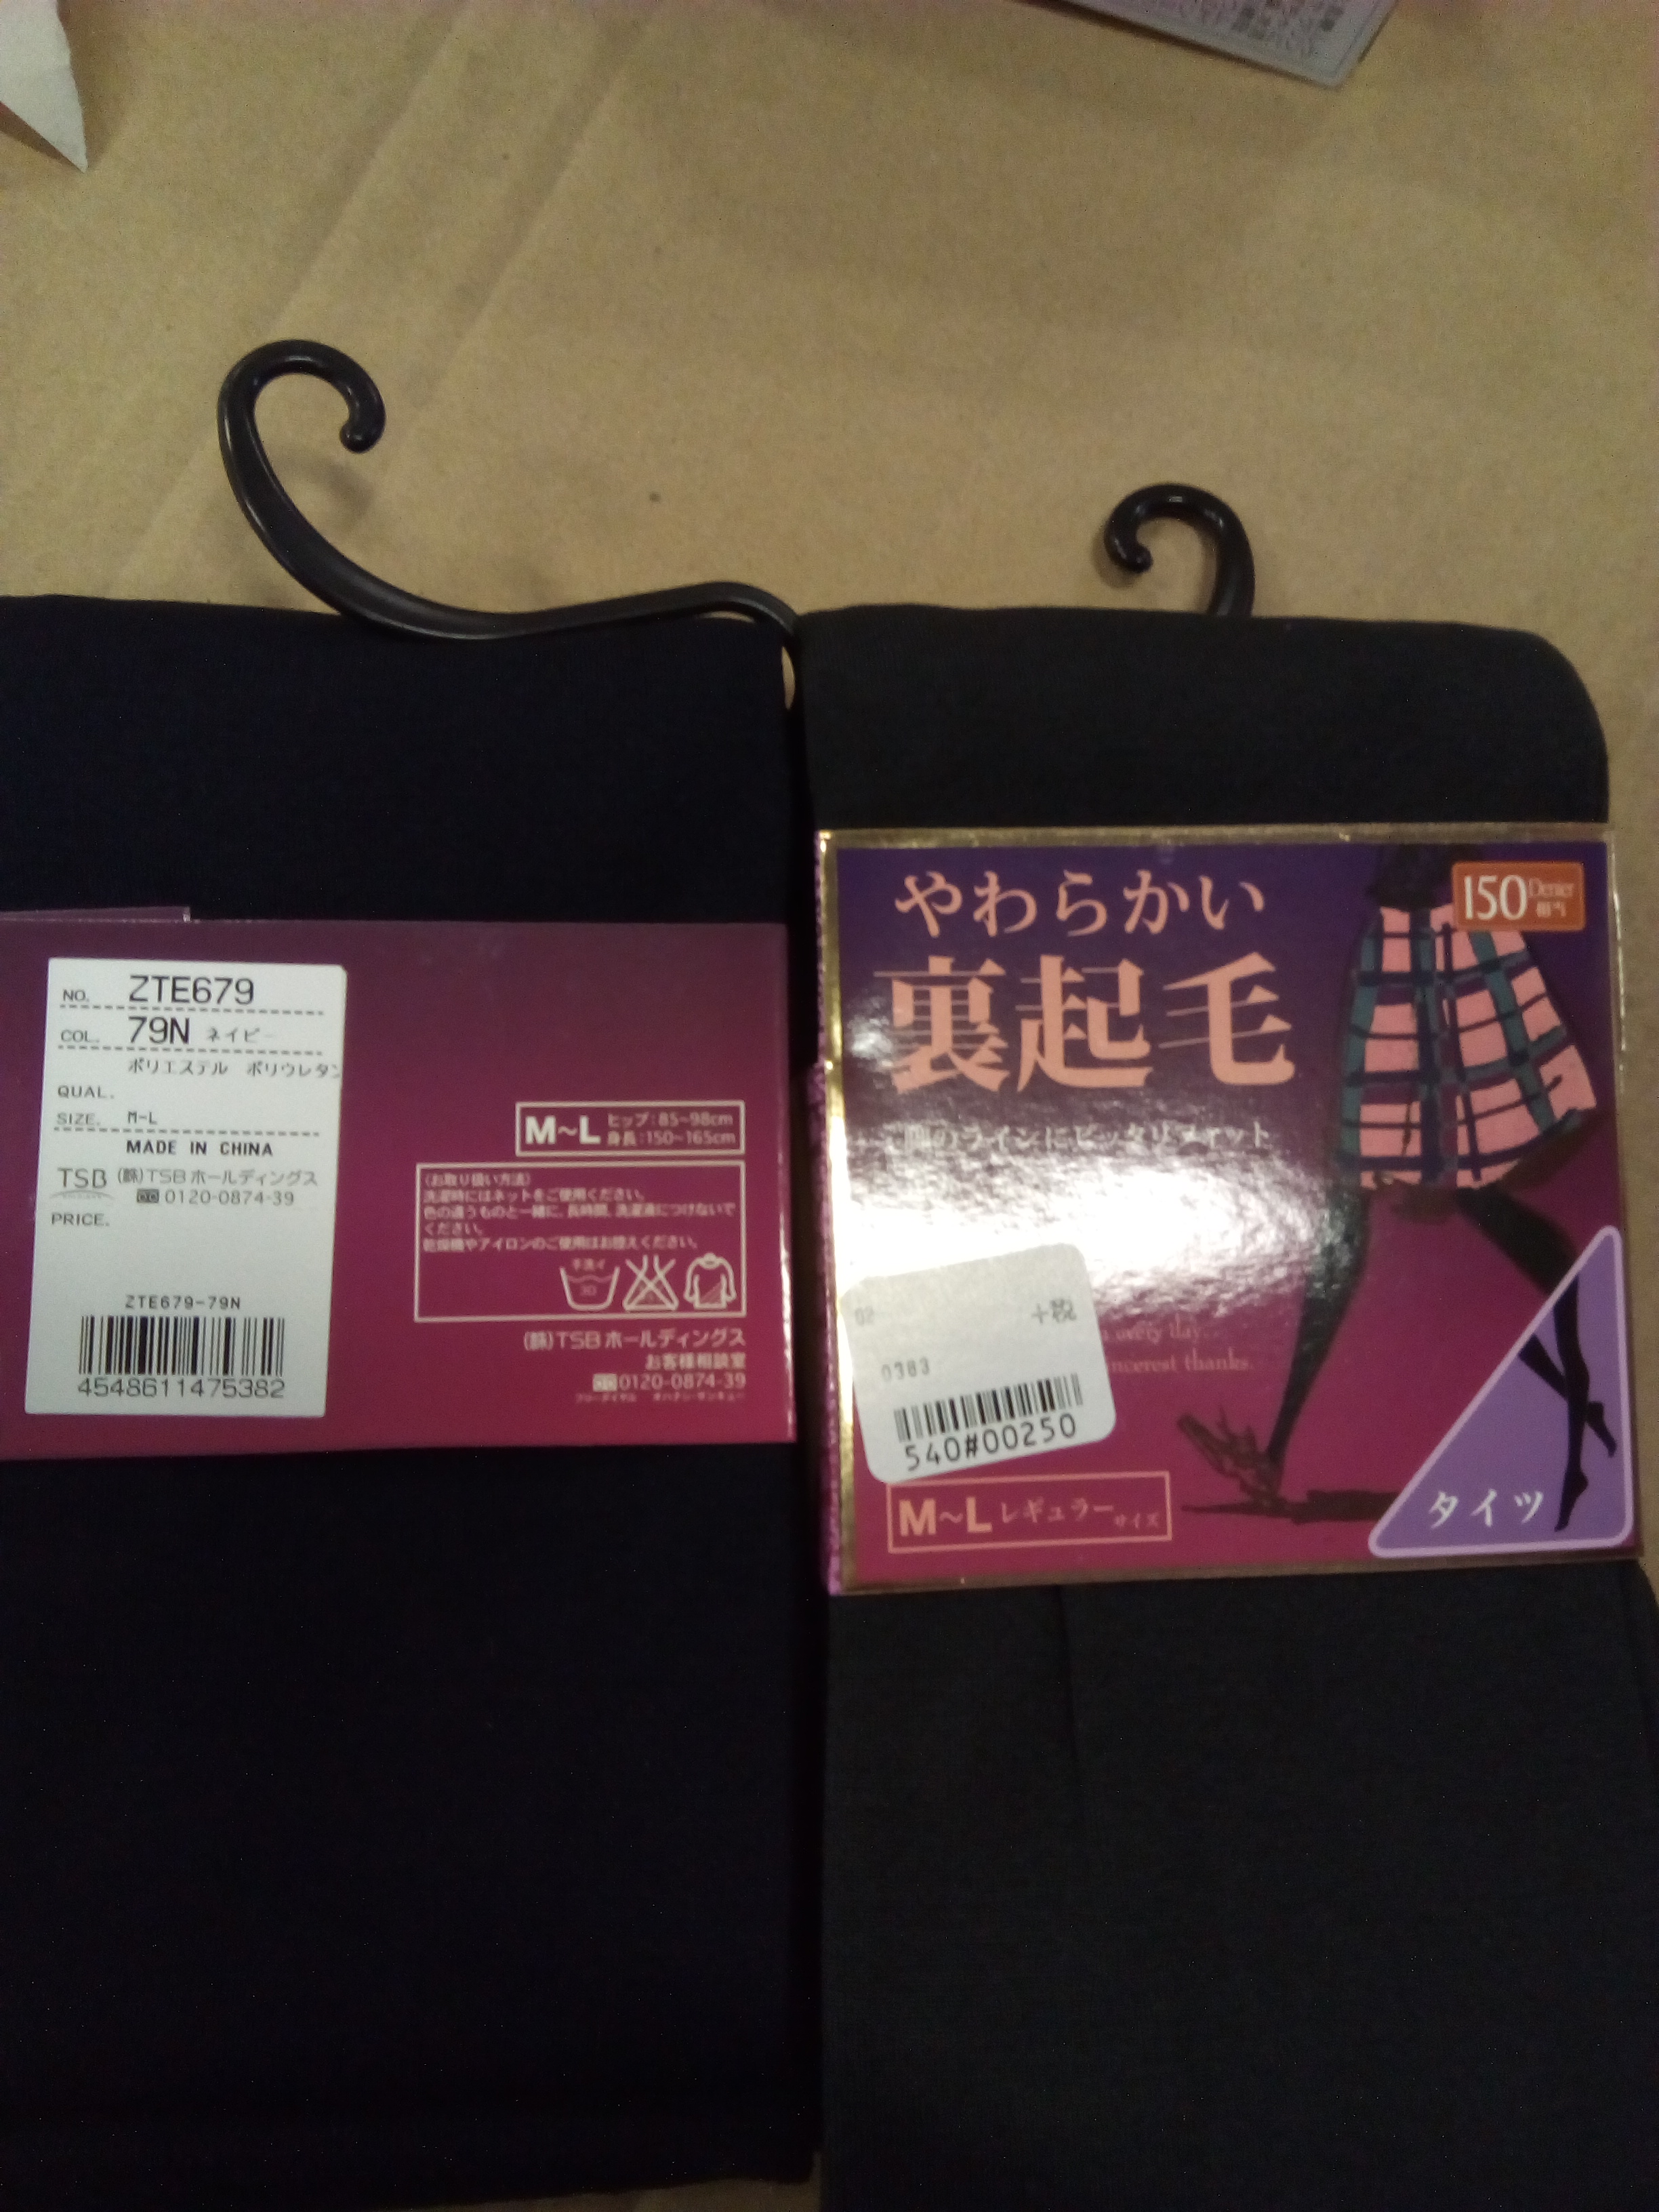 NO. ZTE679
COL. 79N ネイビー
ポリエステル ポリウレタン
QUAL.
SIZE. M-L
MADE IN CHINA
TSB (株)TSBホールディングス
0120-0874-39
PRICE.
ZTE679-79N
4548611475382
M~L ヒップ:85~98cm
身長:150~165cm
〈お取り扱い方法〉
洗濯時にはネットをご使用ください。
色の違うものと一緒に、長時間、洗濯液につけないで
ください。
乾燥機やアイロンのご使用はお控えください。
手洗イ
30
(株)TSBホールディングス
お客様相談室
0120-0874-39
フリーダイヤル オハナシ・サンキュー
やわらかい
裏起毛
150 Denier
相当
のラインにピッタリフィット
02 +税
every day...
incerest thanks.
0383
540#00250
M~L レギュラーサイズ
タイツ